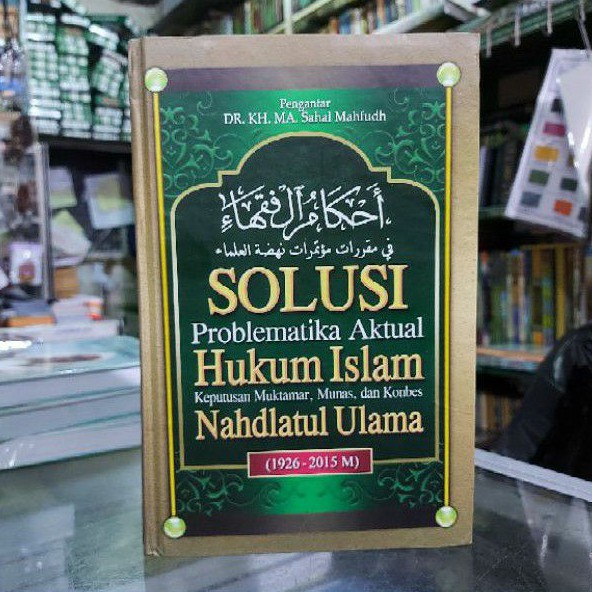 Pengantar
DR. KH. MA. Sahal Mahfudh
أحكام الفقهاء
في مقررات مؤتمرات نهضة العلماء
SOLUSI
Problematika Aktual
Hukum Islam
Keputusan Muktamar, Munas, dan Konbes
Nahdlatul Ulama
(1926 - 2015 M)